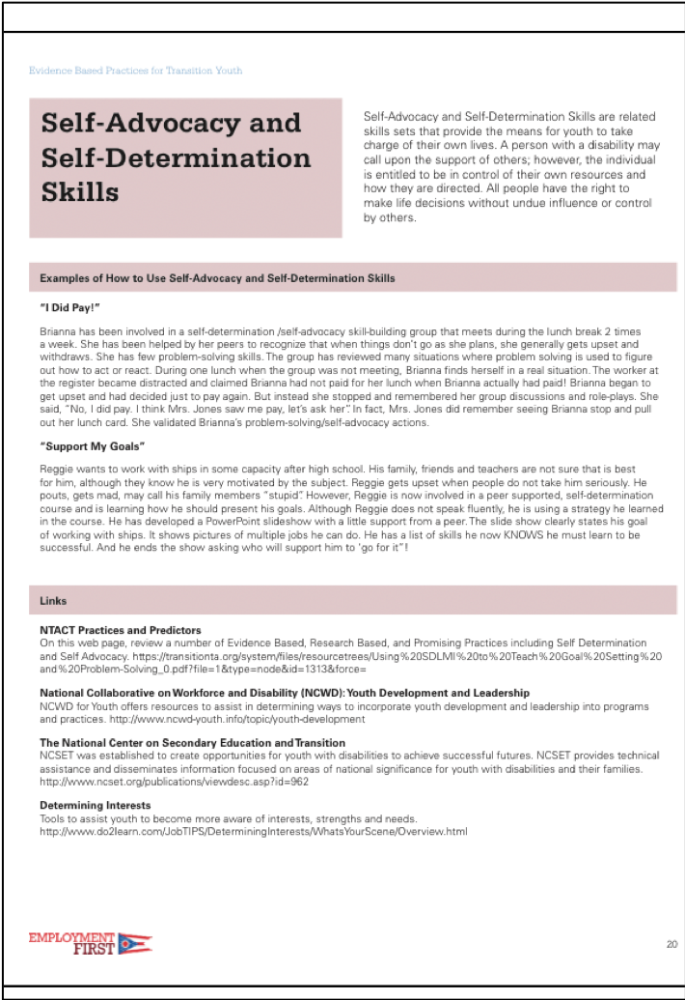 Evidence Based Practices for Transition Youth
Self-Advocacy and
Self-Determination
Skills
Self-Advocacy and Self-Determination Skills are related
skills sets that provide the means for youth to take
charge of their own lives. A person with a disability may
call upon the support of others; however, the individual
is entitled to be in control of their own resources and
how they are directed. All people have the right to
make life decisions without undue influence or control
by others.
Examples of How to Use Self-Advocacy and Self-Determination Skills
“I Did Pay!”
Brianna has been involved in a self-determination /self-advocacy skill-building group that meets during the lunch break 2 times
a week. She has been helped by her peers to recognize that when things don’t go as she plans, she generally gets upset and
withdraws. She has few problem-solving skills. The group has reviewed many situations where problem solving is used to figure
out how to act or react. During one lunch when the group was not meeting, Brianna finds herself in a real situation. The worker at
the register became distracted and claimed Brianna had not paid for her lunch when Brianna actually had paid! Brianna began to
get upset and had decided just to pay again. But instead she stopped and remembered her group discussions and role-plays. She
said, “No, I did pay. I think Mrs. Jones saw me pay, let’s ask her”. In fact, Mrs. Jones did remember seeing Brianna stop and pull
out her lunch card. She validated Brianna’s problem-solving/self-advocacy actions.
“Support My Goals”
Reggie wants to work with ships in some capacity after high school. His family, friends and teachers are not sure that is best
for him, although they know he is very motivated by the subject. Reggie gets upset when people do not take him seriously. He
pouts, gets mad, may call his family members “stupid”. However, Reggie is now involved in a peer supported, self-determination
course and is learning how he should present his goals. Although Reggie does not speak fluently, he is using a strategy he learned
in the course. He has developed a PowerPoint slideshow with a little support from a peer. The slide show clearly states his goal
of working with ships. It shows pictures of multiple jobs he can do. He has a list of skills he now KNOWS he must learn to be
successful. And he ends the show asking who will support him to ‘go for it”!
Links
NTACT Practices and Predictors
On this web page, review a number of Evidence Based, Research Based, and Promising Practices including Self Determination
and Self Advocacy. https://transitionta.org/system/files/resourcetrees/Using%20SDLMI%20to%20Teach%20Goal%20Setting%20
and%20Problem-Solving_0.pdf?file=1&type=node&id=1313&force=
National Collaborative on Workforce and Disability (NCWD): Youth Development and Leadership
NCWD for Youth offers resources to assist in determining ways to incorporate youth development and leadership into programs
and practices. http://www.ncwd-youth.info/topic/youth-development
The National Center on Secondary Education and Transition
NCSET was established to create opportunities for youth with disabilities to achieve successful futures. NCSET provides technical
assistance and disseminates information focused on areas of national significance for youth with disabilities and their families.
http://www.ncset.org/publications/viewdesc.asp?id=962
Determining Interests
Tools to assist youth to become more aware of interests, strengths and needs.
http://www.do2learn.com/JobTIPS/DeterminingInterests/WhatsYourScene/Overview.html
EMPLOYMENT
FIRST
20